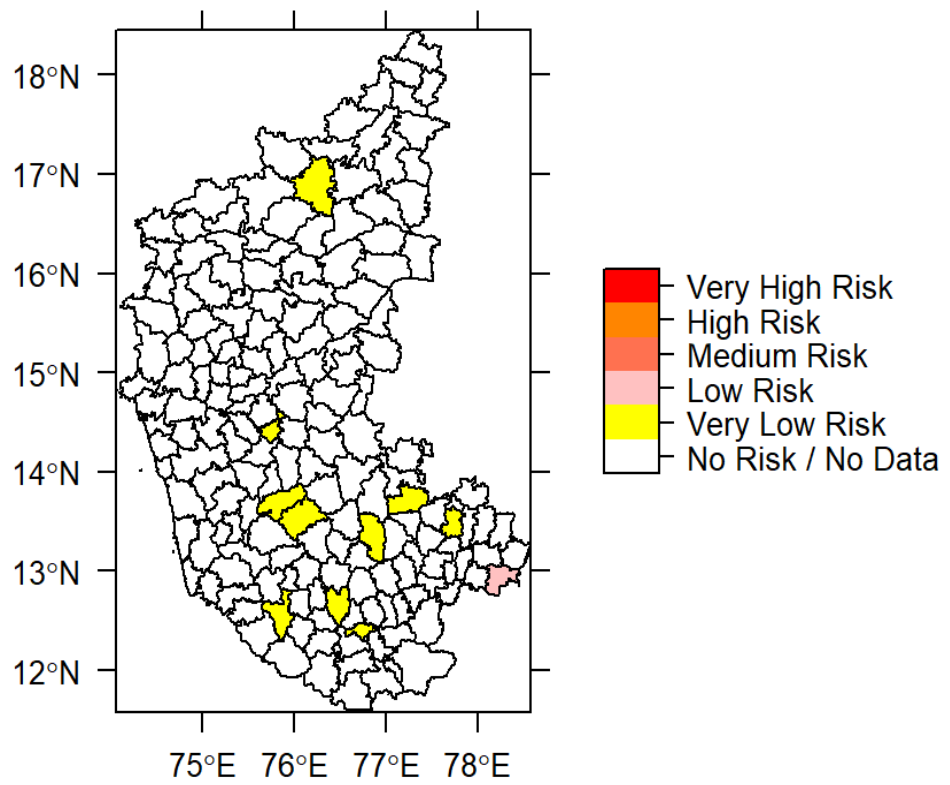 18°N
17°N
16°N
15°N
14°N
13°N
12°N
75°E 76°E 77°E 78°E
Very High Risk
High Risk
Medium Risk
Low Risk
Very Low Risk
No Risk / No Data